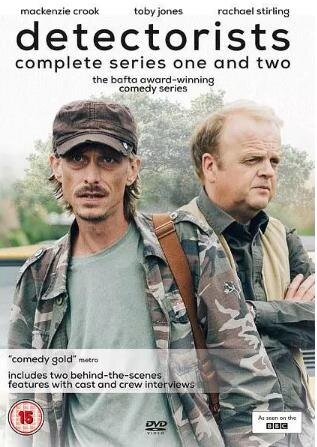 mackenzie crook toby jones rachael stirling
detectorists
complete series one and two
the bafta award-winning
comedy series
"comedy gold" metro
includes two behind-the-scenes
features with cast and crew interviews
15
DVD
VIDEO
AS SEEN ON
BBC